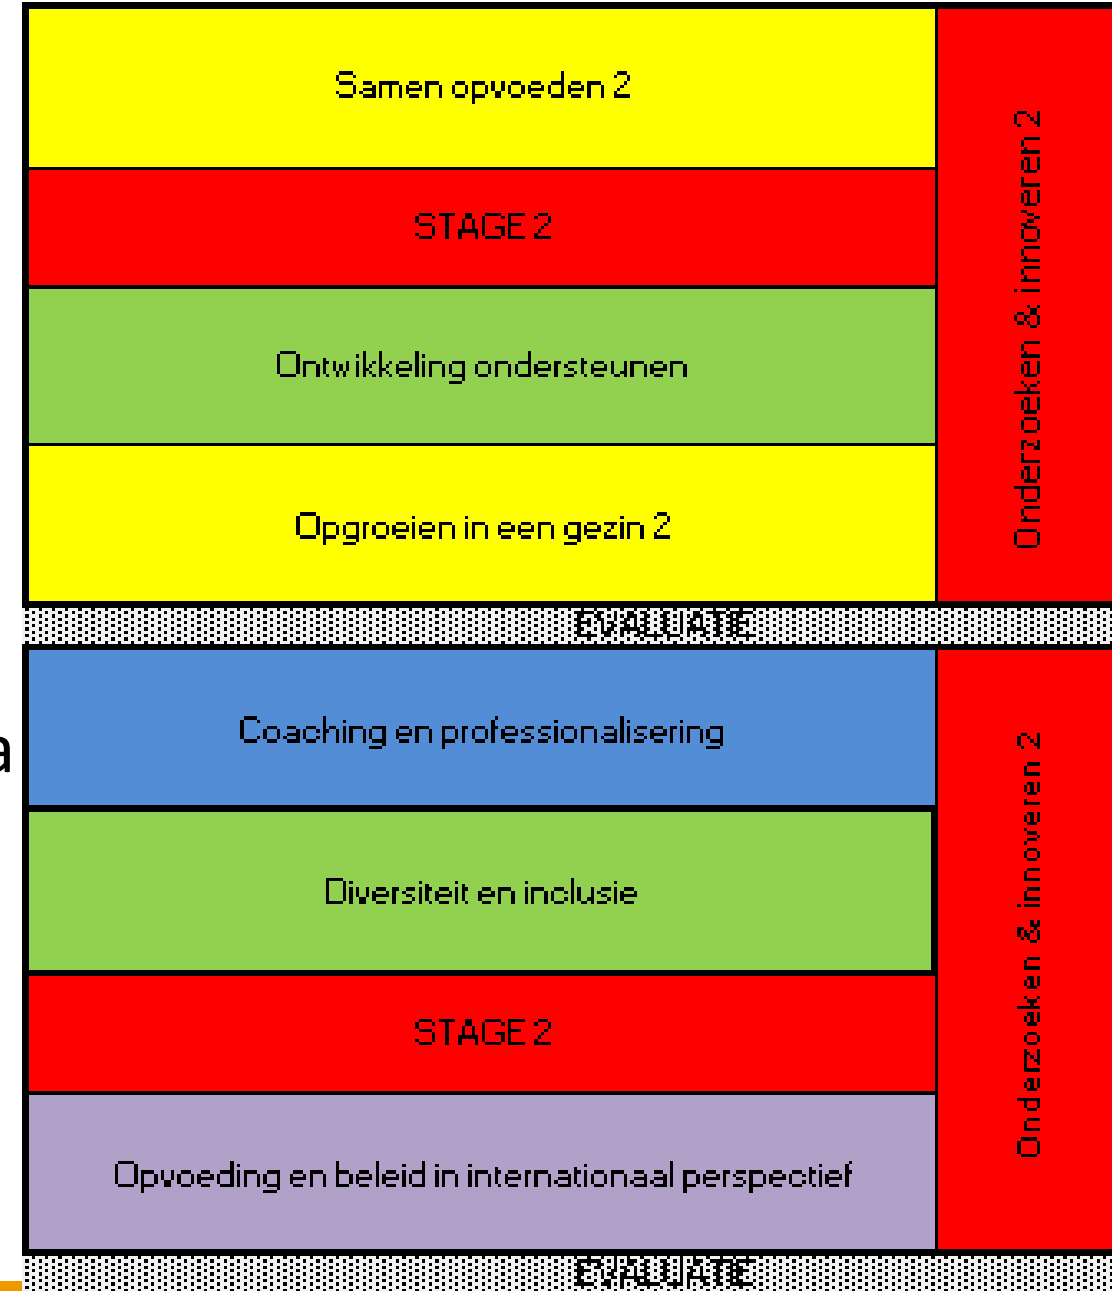 Samen opvoeden 2
STAGE 2
Ontwikkeling ondersteunen
Opgroeien in een gezin 2
Onderzoeken & innoveren 2
EVALUATIE
a
Coaching en professionalisering
Diversiteit en inclusie
STAGE 2
Opvoeding en beleid in internationaal perspectief
Onderzoeken & innoveren 2
EVALUATIE